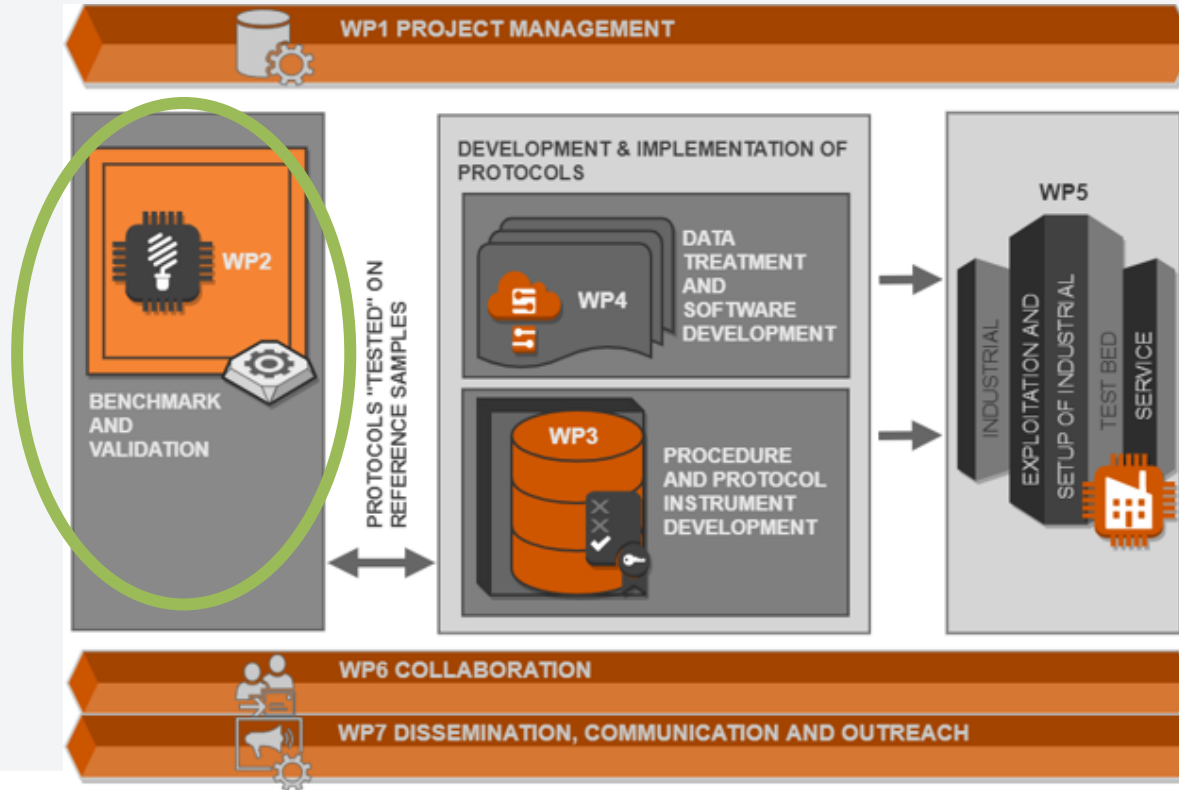 WP1 PROJECT MANAGEMENT
WP2
BENCHMARK
AND
VALIDATION
PROTOCOLS "TESTED" ON
REFERENCE SAMPLES
DEVELOPMENT & IMPLEMENTATION OF
PROTOCOLS
WP4
DATA
TREATMENT
AND
SOFTWARE
DEVELOPMENT
WP3
PROCEDURE
AND PROTOCOL
INSTRUMENT
DEVELOPMENT
WP5
INDUSTRIAL
EXPLOITATION AND
SETUP OF INDUSTRIAL
TEST BED
SERVICE
WP6 COLLABORATION
WP7 DISSEMINATION, COMMUNICATION AND OUTREACH